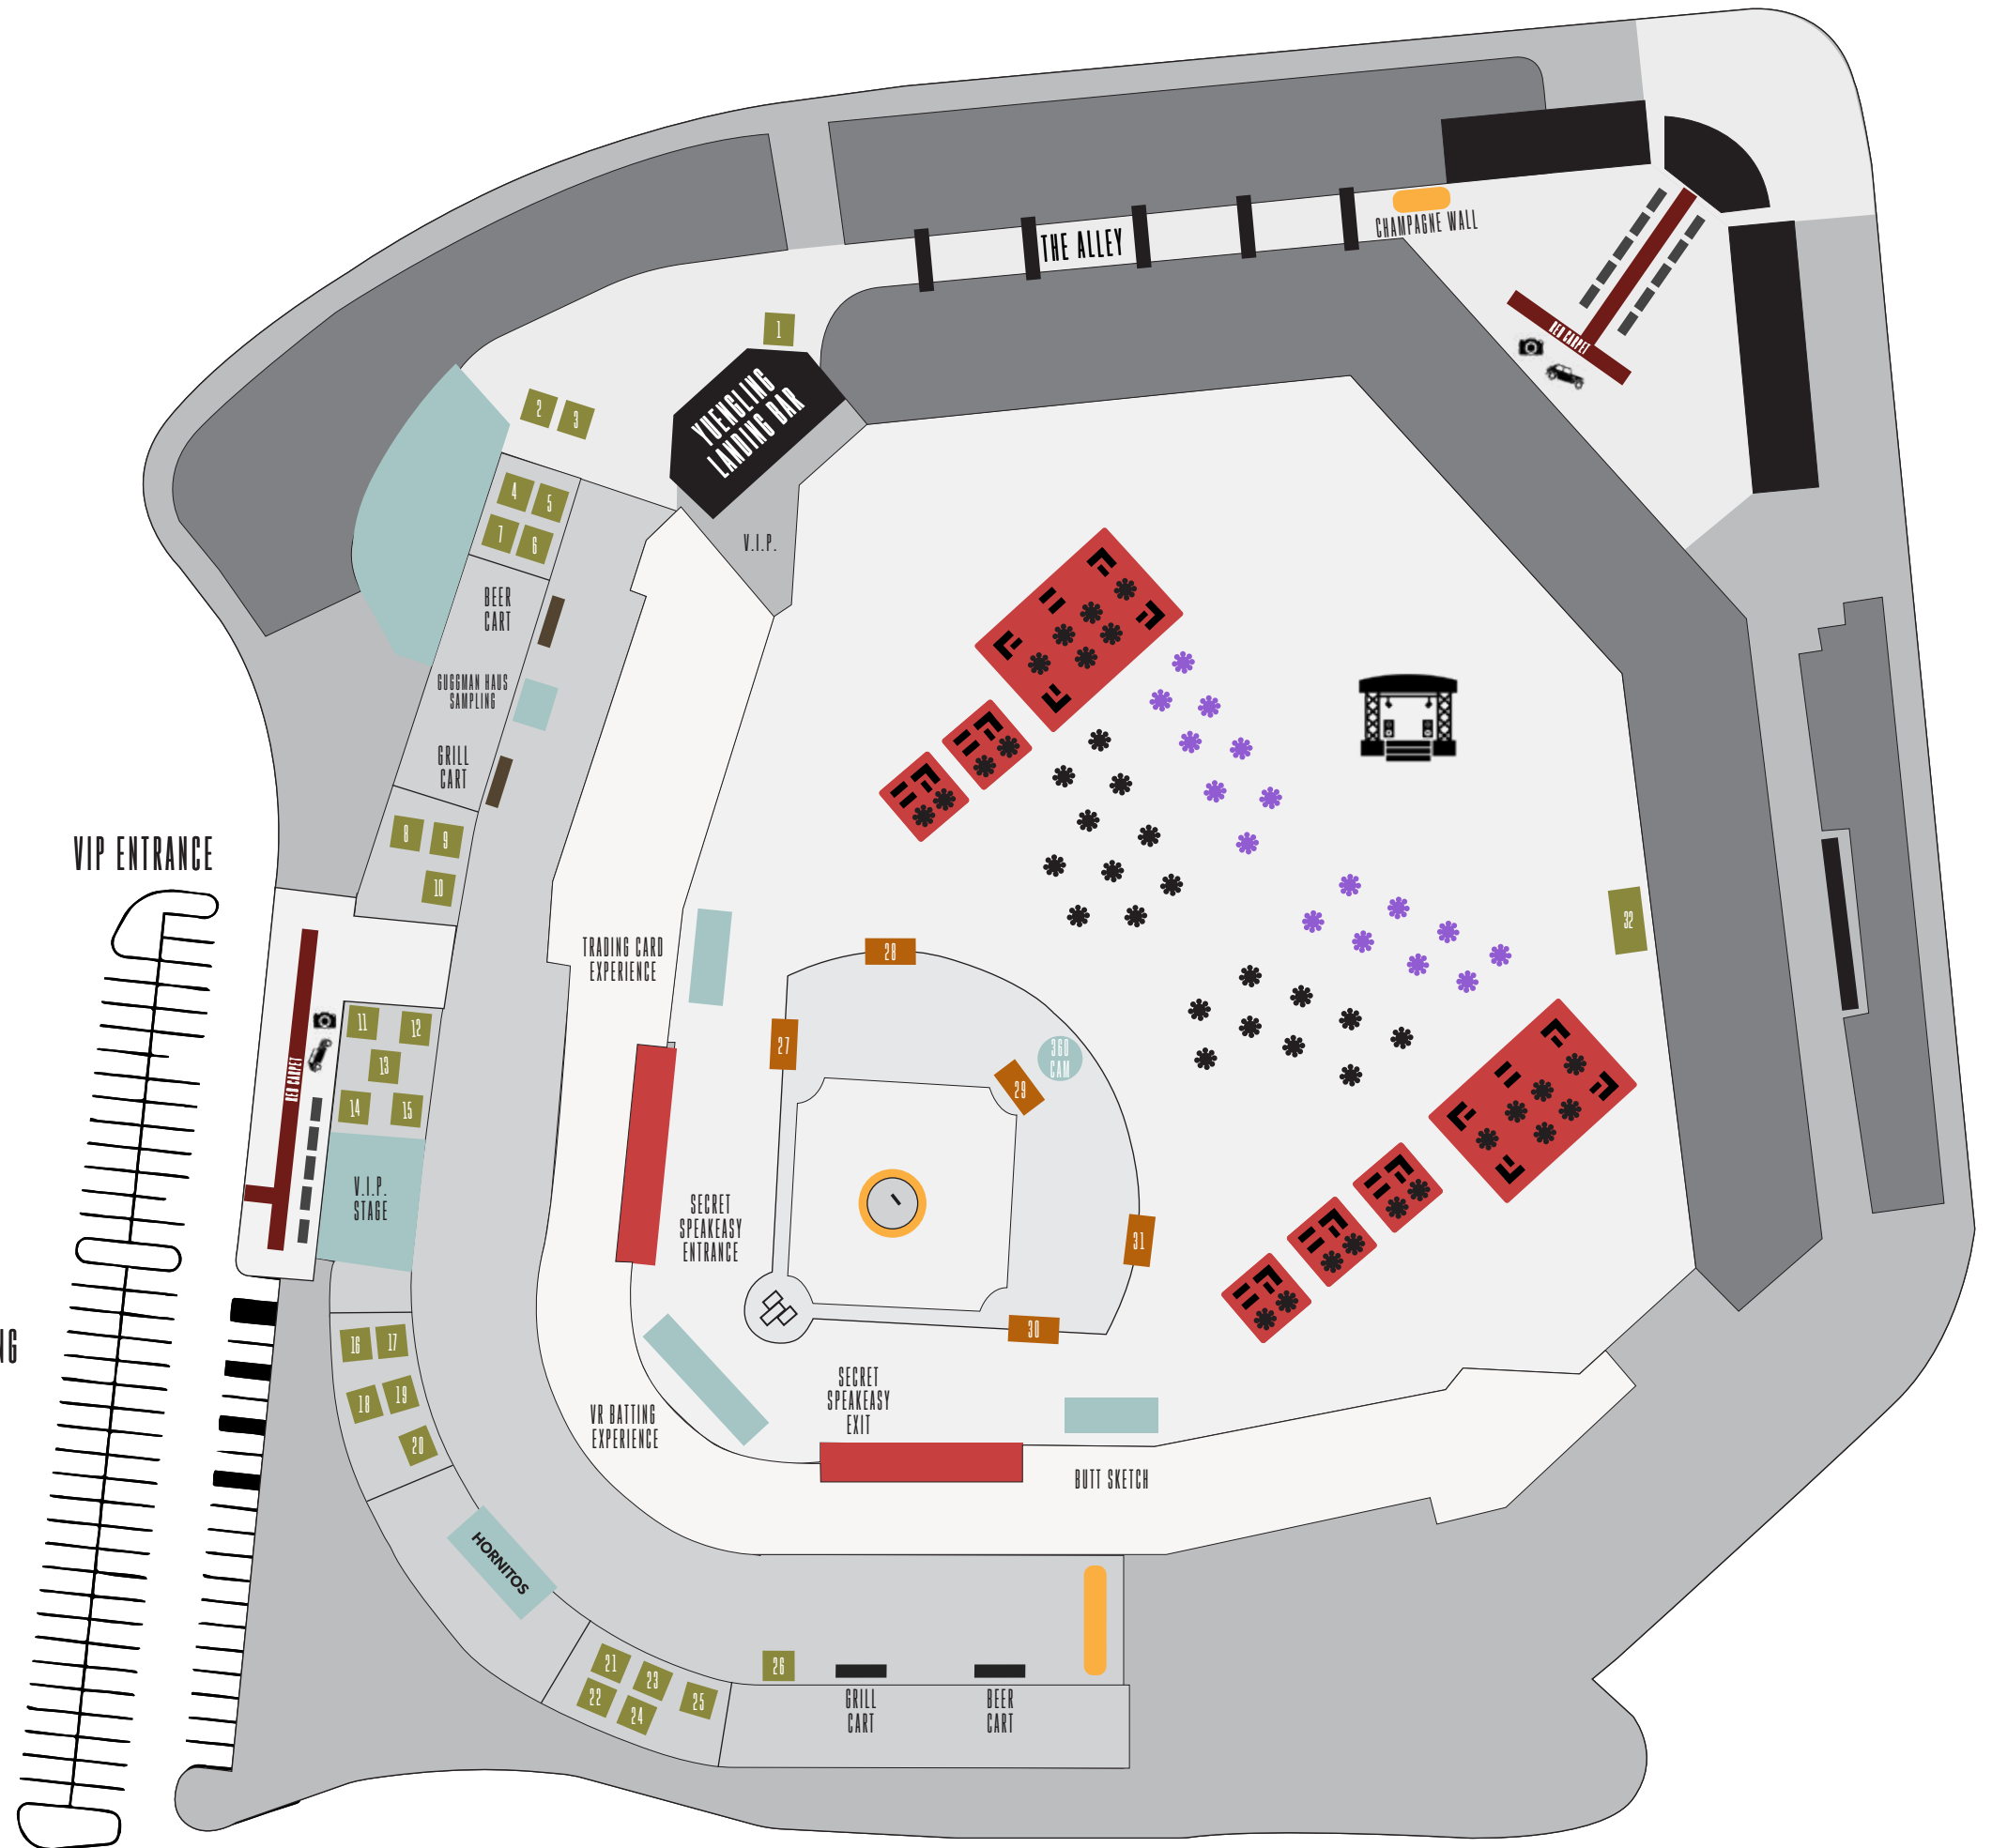 THE ALLEY
CHAMPAGNE WALL
RED CARPET
1
YUENGLING
LANDING BAR
2
3
4
5
7
6
V.I.P.
BEER
CART
GUGGMAN HAUS
SAMPLING
GRILL
CART
8
9
10
VIP ENTRANCE
32
TRADING CARD
EXPERIENCE
28
27
360
CAM
29
11
12
13
14
15
RED CARPET
V.I.P.
STAGE
SECRET
SPEAKEASY
ENTRANCE
31
30
NG
16
17
18
19
20
SECRET
SPEAKEASY
EXIT
VR BATTING
EXPERIENCE
BUTT SKETCH
HORNITOS
21
22
23
24
25
26
GRILL
CART
BEER
CART